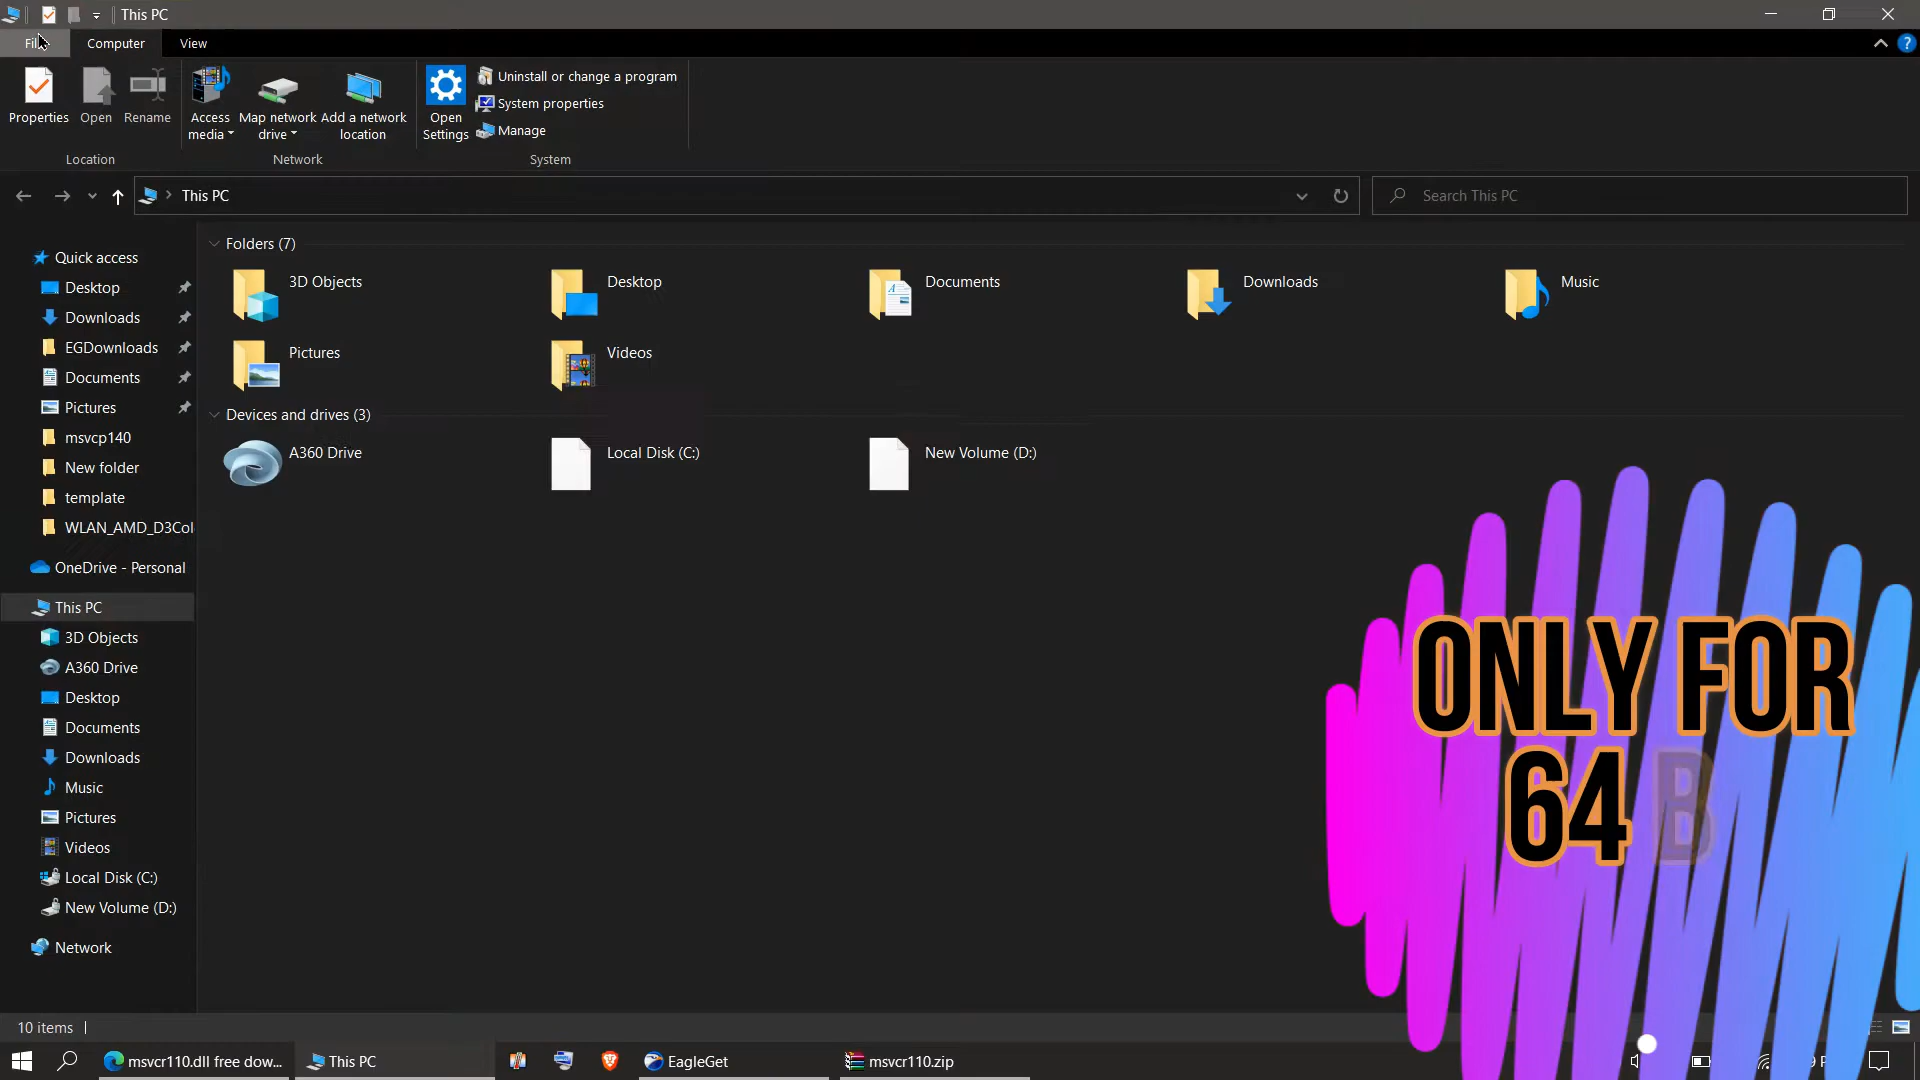 This PC
File
Computer
View
Properties
Open
Rename
Access media
Map network drive
Add a network location
Open Settings
Uninstall or change a program
System properties
Manage
Location
Network
System
This PC
Search This PC
Folders (7)
3D Objects
Desktop
Documents
Downloads
Music
Pictures
Videos
Devices and drives (3)
A360 Drive
Local Disk (C:)
New Volume (D:)
Quick access
Desktop
Downloads
EGDownloads
Documents
Pictures
msvcp140
New folder
template
WLAN_AMD_D3Col
OneDrive - Personal
This PC
3D Objects
A360 Drive
Desktop
Documents
Downloads
Music
Pictures
Videos
Local Disk (C:)
New Volume (D:)
Network
ONLY FOR
64 B
10 items
msvcr110.dll free dow...
This PC
EagleGet
msvcr110.zip